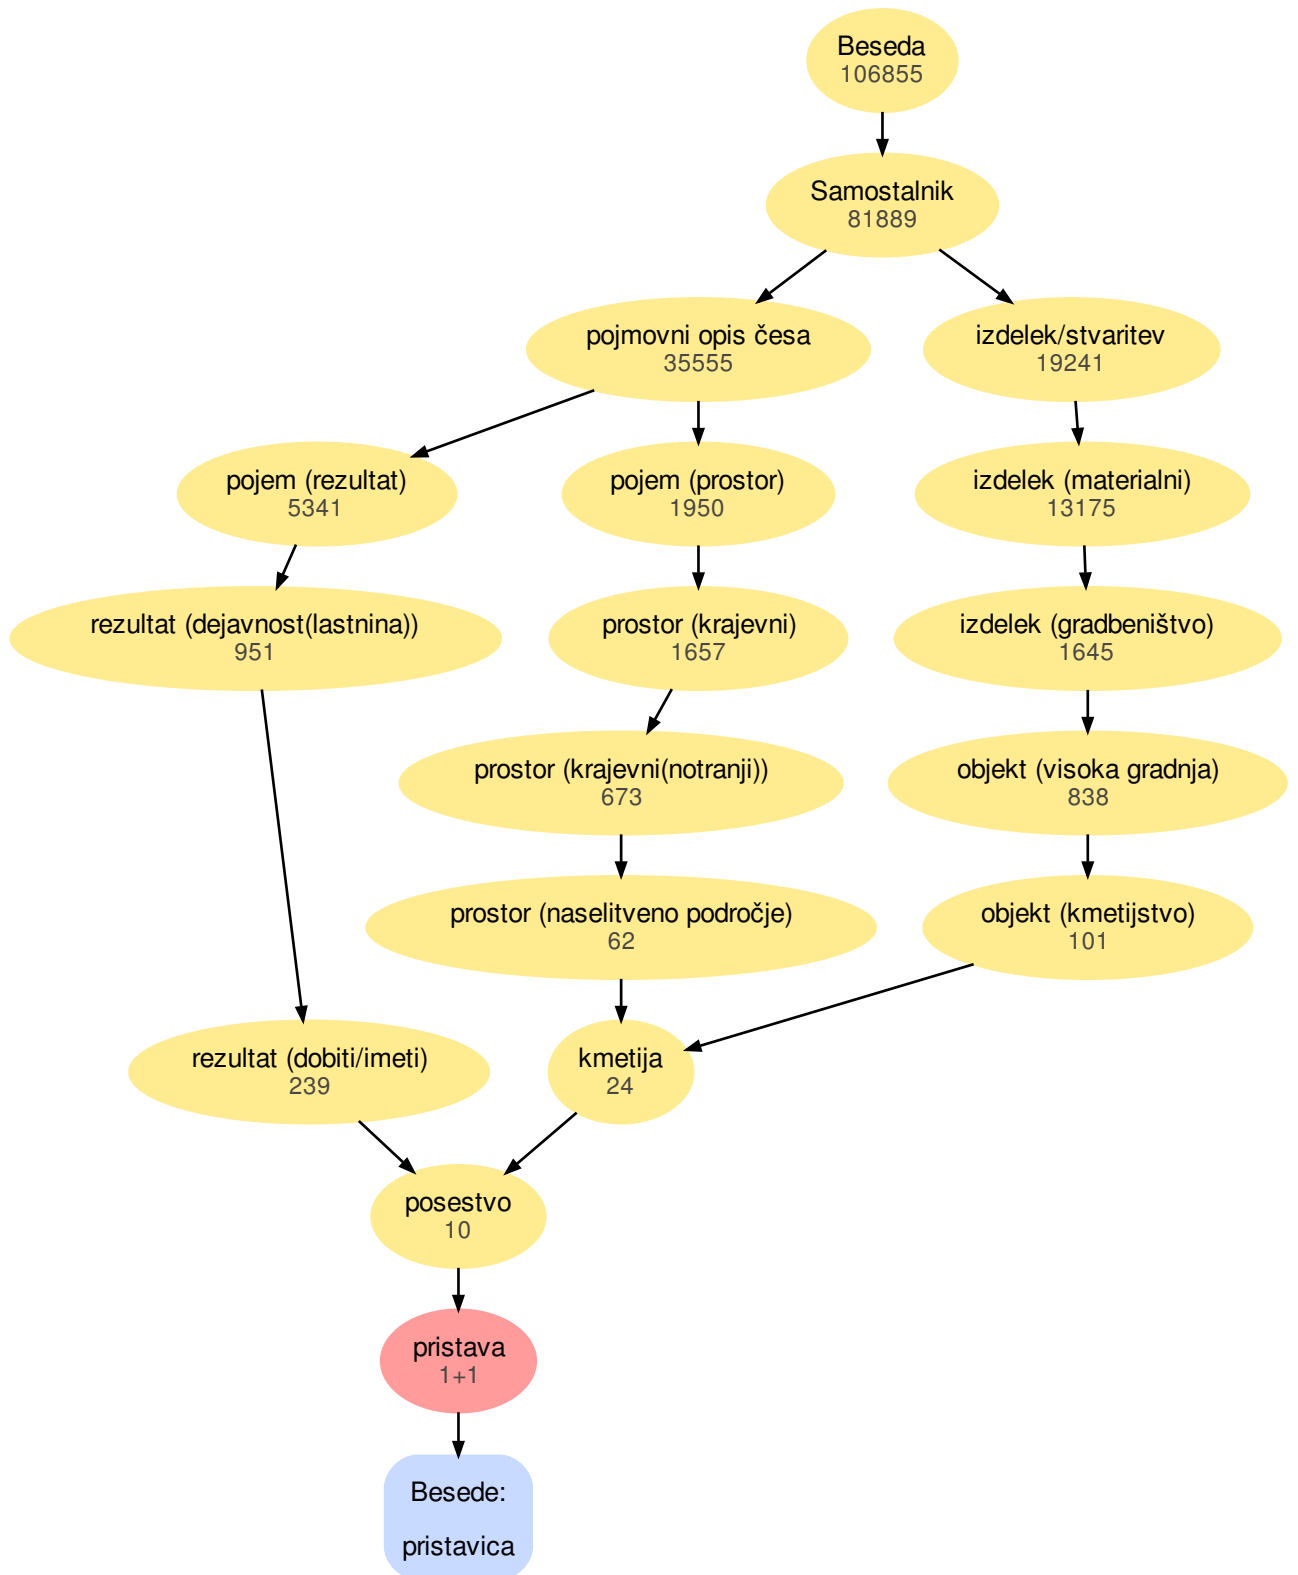 Beseda
106855
Samostalnik
81889
pojmovni opis česa
35555
izdelek/stvaritev
19241
pojem (rezultat)
5341
pojem (prostor)
1950
izdelek (materialni)
13175
rezultat (dejavnost(lastnina))
951
prostor (krajevni)
1657
izdelek (gradbeništvo)
1645
prostor (krajevni(notranji))
673
objekt (visoka gradnja)
838
prostor (naselitveno področje)
62
objekt (kmetijstvo)
101
rezultat (dobiti/imeti)
239
kmetija
24
posestvo
10
pristava
1+1
Besede:
pristavica